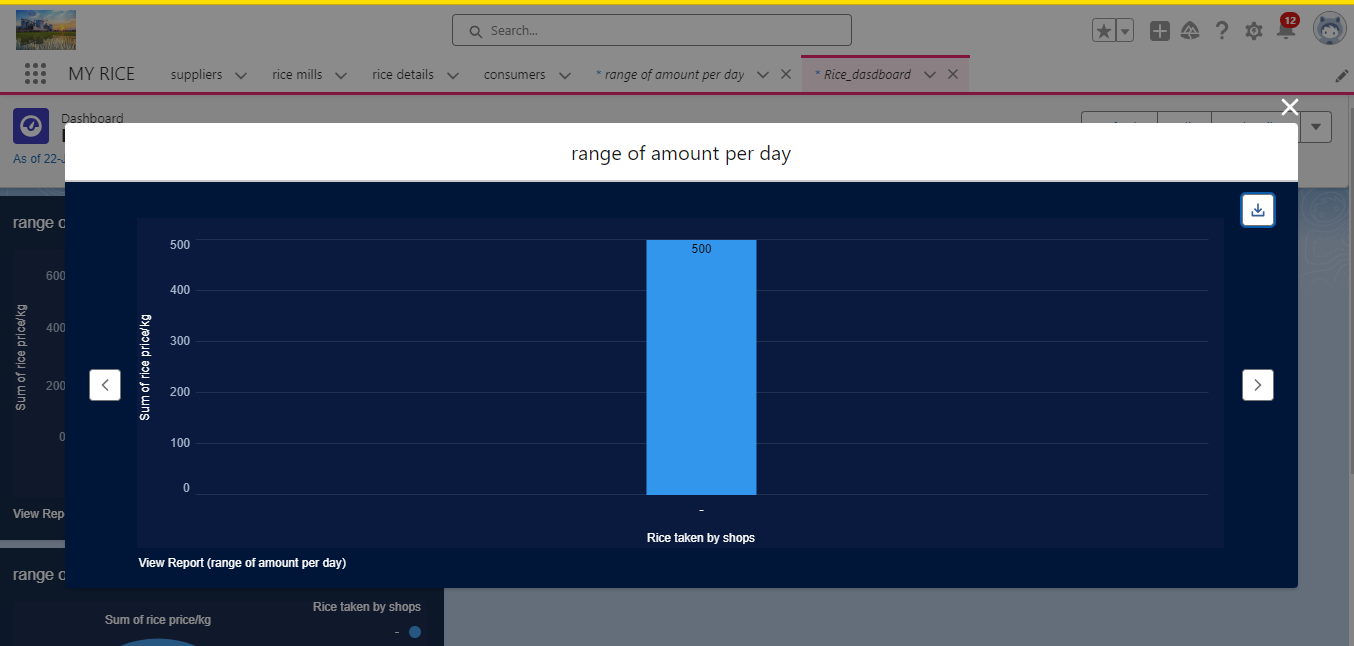 Search...
12
MY RICE
suppliers
rice mills
rice details
consumers
* range of amount per day
* Rice_dasdboard
Dashboard
As of 22-J
range of amount per day
range o
600
400
200
0
Sum of rice price/kg
View Rep
500
400
300
200
100
0
Sum of rice price/kg
500
-
Rice taken by shops
View Report (range of amount per day)
range o
Rice taken by shops
Sum of rice price/kg
-